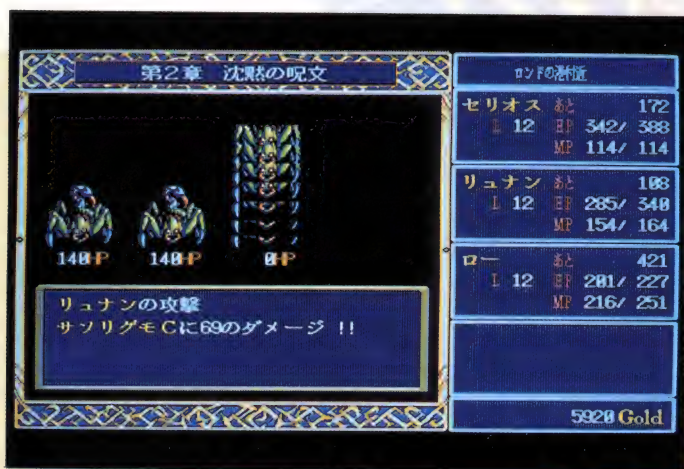 第2章 沈黙の呪文
140HP 140HP 0HP
リュナンの攻撃
サソリグモCに69のダメージ !!
ロンドの港付近
セリオス あと 172
L 12 HP 342/ 388
MP 114/ 114
リュナン あと 108
L 12 HP 285/ 340
MP 154/ 164
ロー あと 421
L 12 HP 201/ 227
MP 216/ 251
5920 Gold